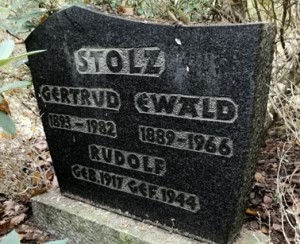 STOLZ
GERTRUD EWALD
1893-1982 1889-1966
RUDOLF
GEB. 1917 GEF. 1944